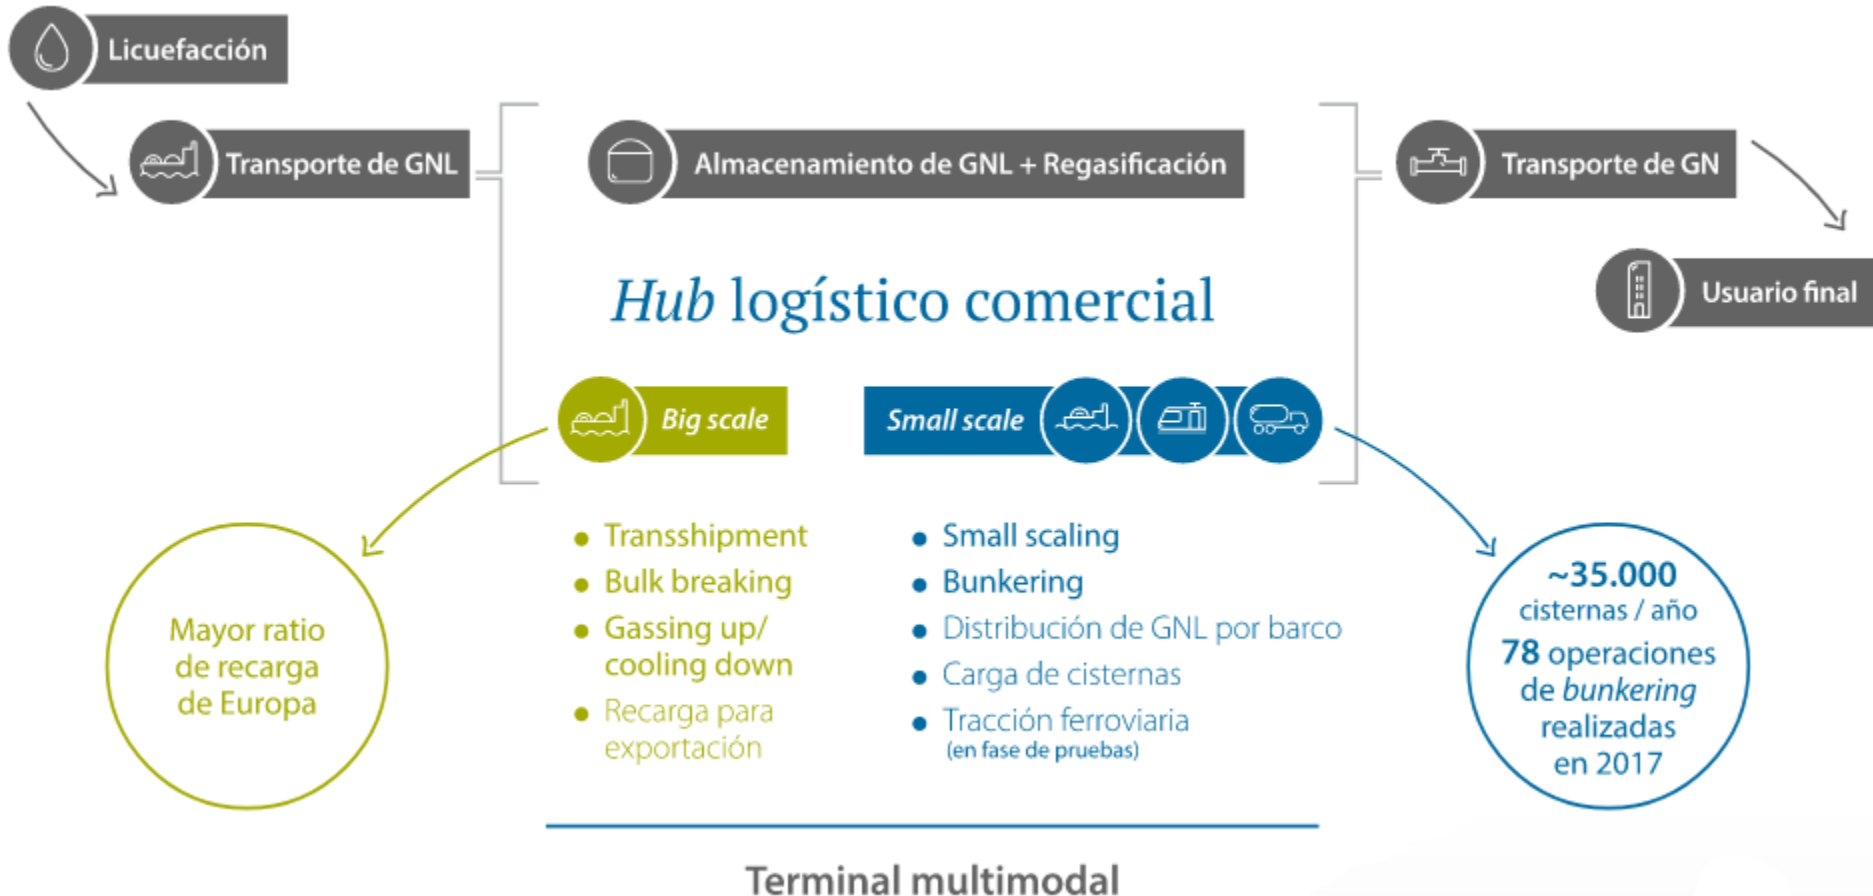 Licuefacción
Transporte de GNL
Almacenamiento de GNL + Regasificación
Transporte de GN
Usuario final
Hub logístico comercial
Big scale
Small scale
Mayor ratio
de recarga
de Europa
• Transshipment
• Bulk breaking
• Gassing up/
cooling down
• Recarga para
exportación
• Small scaling
• Bunkering
• Distribución de GNL por barco
• Carga de cisternas
• Tracción ferroviaria
(en fase de pruebas)
~35.000
cisternas / año
78 operaciones
de bunkering
realizadas
en 2017
Terminal multimodal